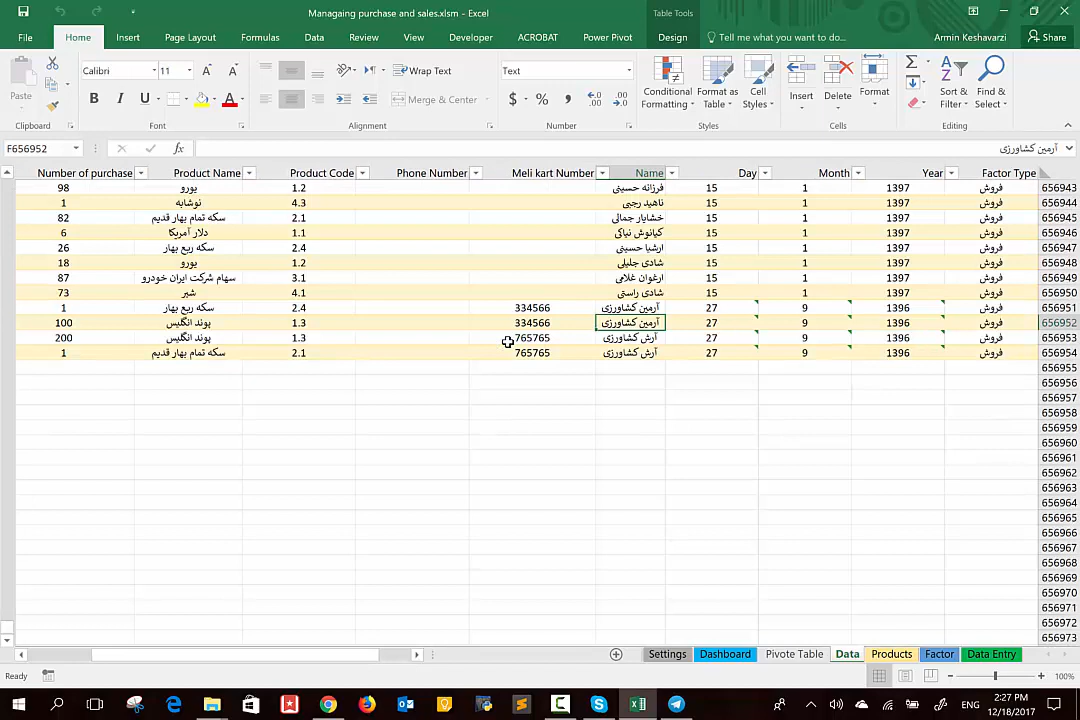 Managaing purchase and sales.xlsm - Excel
Table Tools
File Home Insert Page Layout Formulas Data Review View Developer ACROBAT Power Pivot Design Tell me what you want to do... Armin Keshavarzi Share
Paste
Calibri 11 Wrap Text Text
B I U Merge & Center $ % ,
Conditional Formatting Format as Table Cell Styles Insert Delete Format Sort & Filter Find & Select
Clipboard Font Alignment Number Styles Cells Editing
F656952 fx آرمین کشاورزی
Number of purchase Product Name Product Code Phone Number Meli kart Number Name Day Month Year Factor Type
98 یورو 1.2 فرزانه حسینی 15 1 1397 فروش 656943
1 نوشابه 4.3 ناهید رجبی 15 1 1397 فروش 656944
82 سکه تمام بهار قدیم 2.1 خشایار جمالی 15 1 1397 فروش 656945
6 دلار آمریکا 1.1 کیانوش نیاکی 15 1 1397 فروش 656946
26 سکه ربع بهار 2.4 ارشیا حسینی 15 1 1397 فروش 656947
18 یورو 1.2 شادی جلیلی 15 1 1397 فروش 656948
87 سهام شرکت ایران خودرو 3.1 ارغوان غلامی 15 1 1397 فروش 656949
73 شیر 4.1 شادی راستی 15 1 1397 فروش 656950
1 سکه ربع بهار 2.4 334566 آرمین کشاورزی 27 9 1396 فروش 656951
100 پوند انگلیس 1.3 334566 آرمین کشاورزی 27 9 1396 فروش 656952
200 پوند انگلیس 1.3 765765 آرش کشاورزی 27 9 1396 فروش 656953
1 سکه تمام بهار قدیم 2.1 765765 آرش کشاورزی 27 9 1396 فروش 656954
656955
656956
656957
656958
656959
656960
656961
656962
656963
656964
656965
656966
656967
656968
656969
656970
656971
656972
656973
Settings Dashboard Pivote Table Data Products Factor Data Entry
Ready 100%
ENG 2:27 PM
12/18/2017